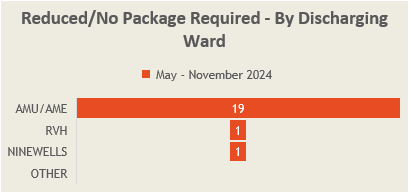 Reduced/No Package Required - By Discharging
Ward
May - November 2024
AMU/AME 19
RVH 1
NINEWELLS 1
OTHER